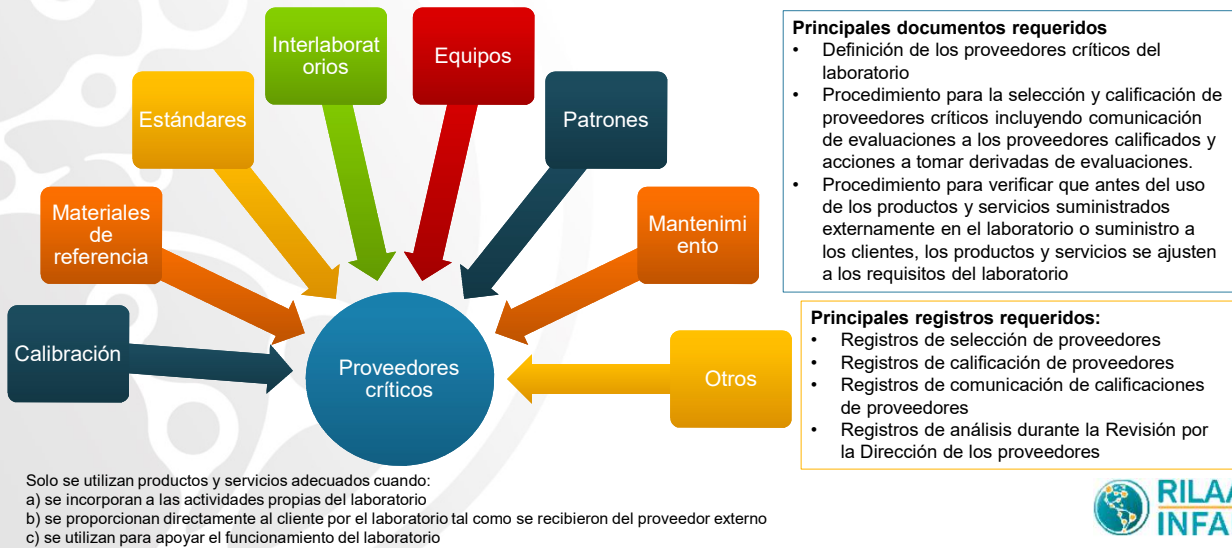 Interlaborat
orios
Equipos
Estándares
Patrones
Materiales
de
referencia
Mantenimi
ento
Calibración
Proveedores
críticos
Otros
Solo se utilizan productos y servicios adecuados cuando:
a) se incorporan a las actividades propias del laboratorio
b) se proporcionan directamente al cliente por el laboratorio tal como se recibieron del proveedor externo
c) se utilizan para apoyar el funcionamiento del laboratorio
Principales documentos requeridos
• Definición de los proveedores críticos del
laboratorio
• Procedimiento para la selección y calificación de
proveedores críticos incluyendo comunicación
de evaluaciones a los proveedores calificados y
acciones a tomar derivadas de evaluaciones.
• Procedimiento para verificar que antes del uso
de los productos y servicios suministrados
externamente en el laboratorio o suministro a
los clientes, los productos y servicios se ajusten
a los requisitos del laboratorio
Principales registros requeridos:
• Registros de selección de proveedores
• Registros de calificación de proveedores
• Registros de comunicación de calificaciones
de proveedores
• Registros de análisis durante la Revisión por
la Dirección de los proveedores